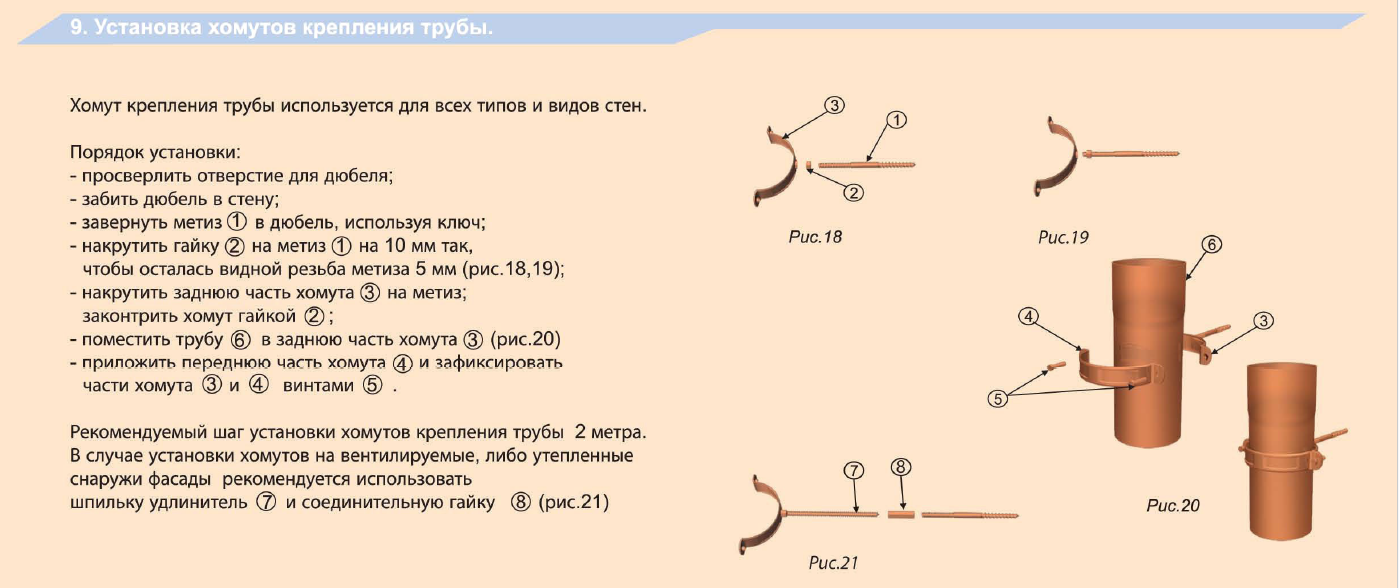 9. Установка хомутов крепления трубы.
Хомут крепления трубы используется для всех типов и видов стен.
Порядок установки:
- просверлить отверстие для дюбеля;
- забить дюбель в стену;
- завернуть метиз ① в дюбель, используя ключ;
- накрутить гайку ② на метиз ① на 10 мм так,
чтобы осталась видной резьба метиза 5 мм (рис.18,19);
- накрутить заднюю часть хомута ③ на метиз;
законтрить хомут гайкой ②;
- поместить трубу ⑥ в заднюю часть хомута ③ (рис.20)
- приложить переднюю часть хомута ④ и зафиксировать
части хомута ③ и ④ винтами ⑤ .
Рекомендуемый шаг установки хомутов крепления трубы 2 метра.
В случае установки хомутов на вентилируемые, либо утепленные
снаружи фасады рекомендуется использовать
шпильку удлинитель ⑦ и соединительную гайку ⑧ (рис.21)
③
①
②
Рис.18
Рис.19
⑥
④
③
⑤
Рис.20
⑦
⑧
Рис.21